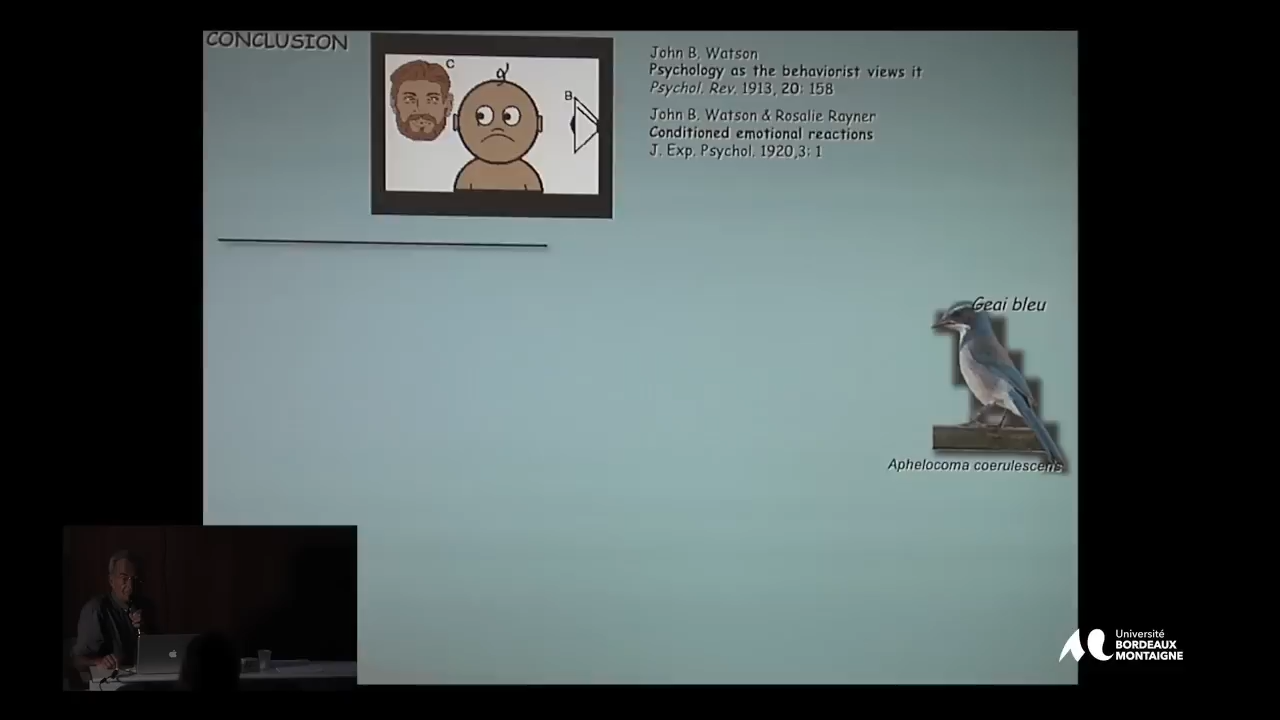 CONCLUSION
C
B
John B. Watson
Psychology as the behaviorist views it
Psychol. Rev. 1913, 20: 158
John B. Watson & Rosalie Rayner
Conditioned emotional reactions
J. Exp. Psychol. 1920,3: 1
Geai bleu
Aphelocoma coerulescens
Université
BORDEAUX
MONTAIGNE